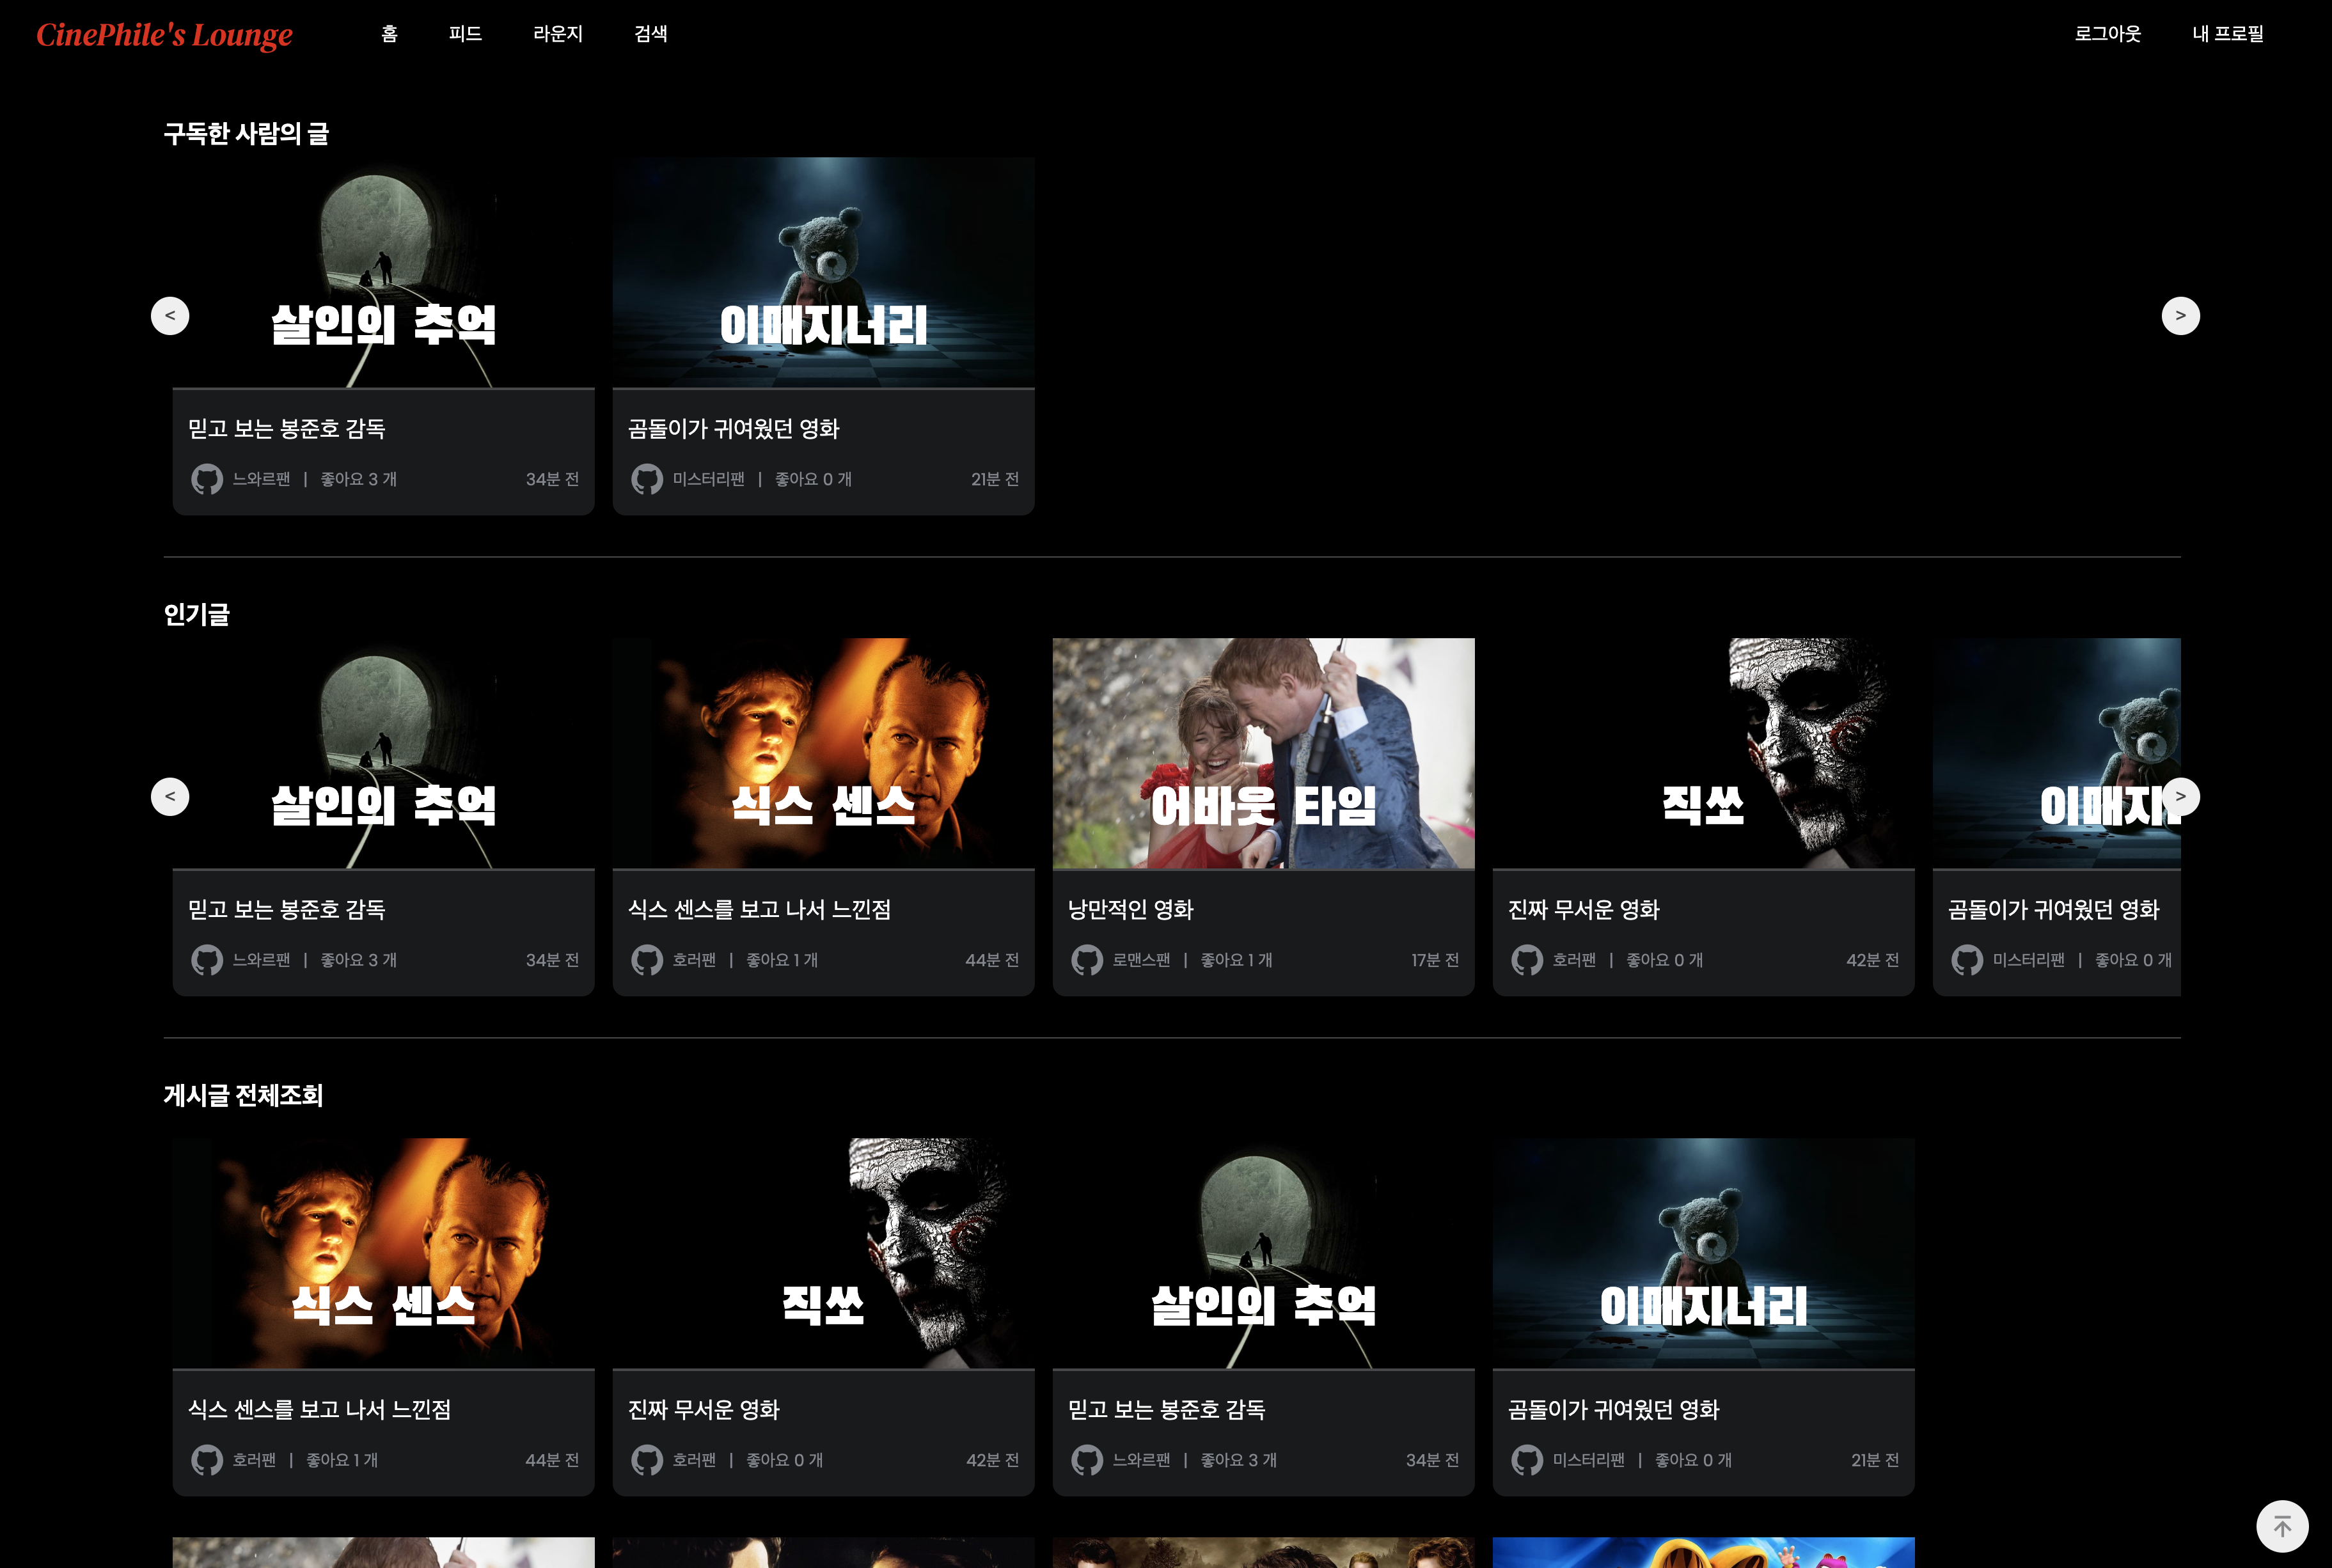 CinePhile's Lounge 홈 피드 라운지 검색 로그아웃 내 프로필
구독한 사람의 글
살인의 추억 이매지너리
< >
믿고 보는 봉준호 감독 곰돌이가 귀여웠던 영화
느와르팬 | 좋아요 3 개 34분 전 미스터리팬 | 좋아요 0 개 21분 전
인기글
살인의 추억 식스 센스 어바웃 타임 직쏘 이매지
< >
믿고 보는 봉준호 감독 식스 센스를 보고 나서 느낀점 낭만적인 영화 진짜 무서운 영화 곰돌이가 귀여웠던 영화
느와르팬 | 좋아요 3 개 34분 전 호러팬 | 좋아요 1 개 44분 전 로맨스팬 | 좋아요 1 개 17분 전 호러팬 | 좋아요 0 개 42분 전 미스터리팬 | 좋아요 0 개
게시글 전체조회
식스 센스 직쏘 살인의 추억 이매지너리
식스 센스를 보고 나서 느낀점 진짜 무서운 영화 믿고 보는 봉준호 감독 곰돌이가 귀여웠던 영화
호러팬 | 좋아요 1 개 44분 전 호러팬 | 좋아요 0 개 42분 전 느와르팬 | 좋아요 3 개 34분 전 미스터리팬 | 좋아요 0 개 21분 전